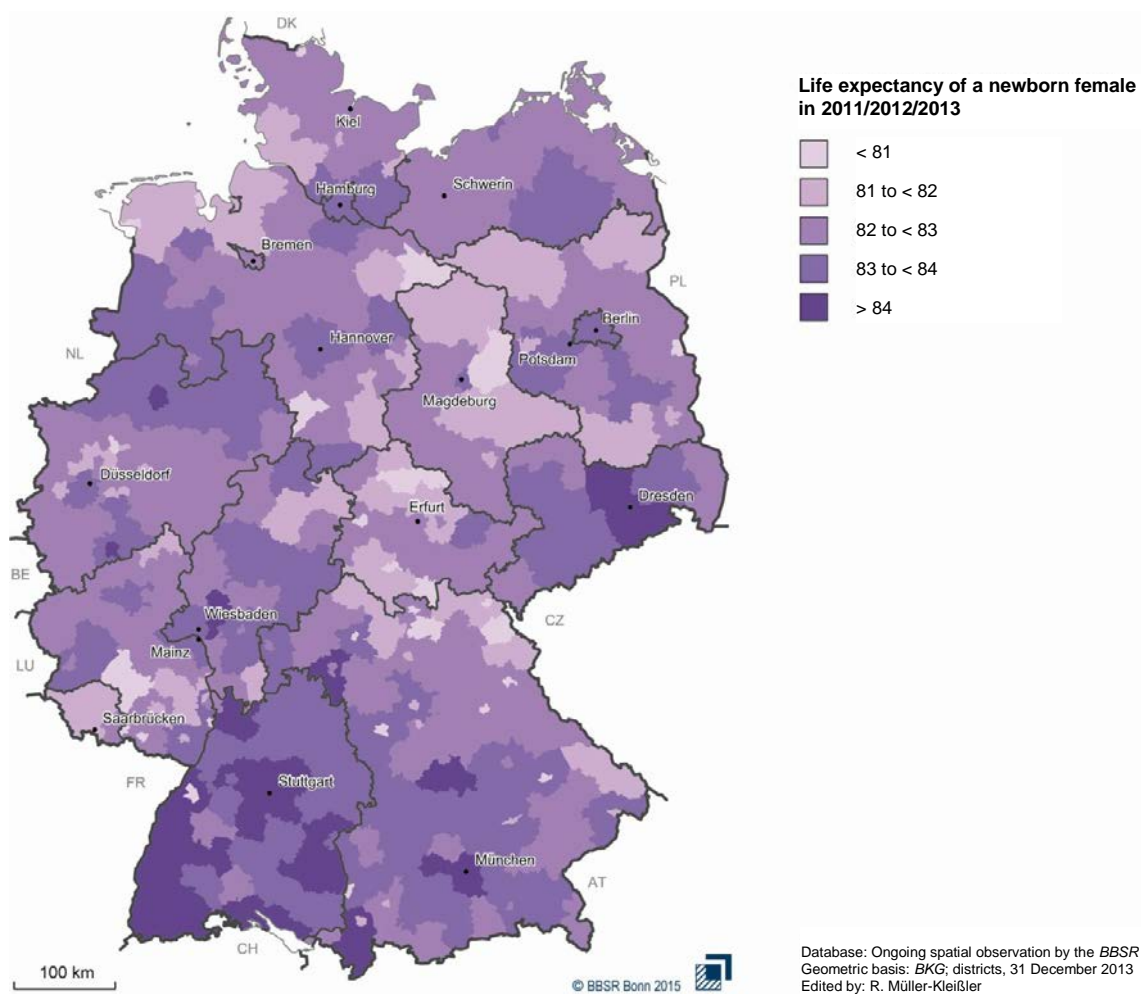 Life expectancy of a newborn female
in 2011/2012/2013
< 81
81 to < 82
82 to < 83
83 to < 84
> 84
DK
Kiel
Hamburg
Schwerin
Bremen
PL
Berlin
NL
Hannover
Potsdam
Magdeburg
Düsseldorf
Dresden
Erfurt
BE
Wiesbaden
CZ
LU
Mainz
Saarbrücken
FR
Stuttgart
München
AT
CH
100 km
© BBSR Bonn 2015
Database: Ongoing spatial observation by the BBSR
Geometric basis: BKG; districts, 31 December 2013
Edited by: R. Müller-Kleißler